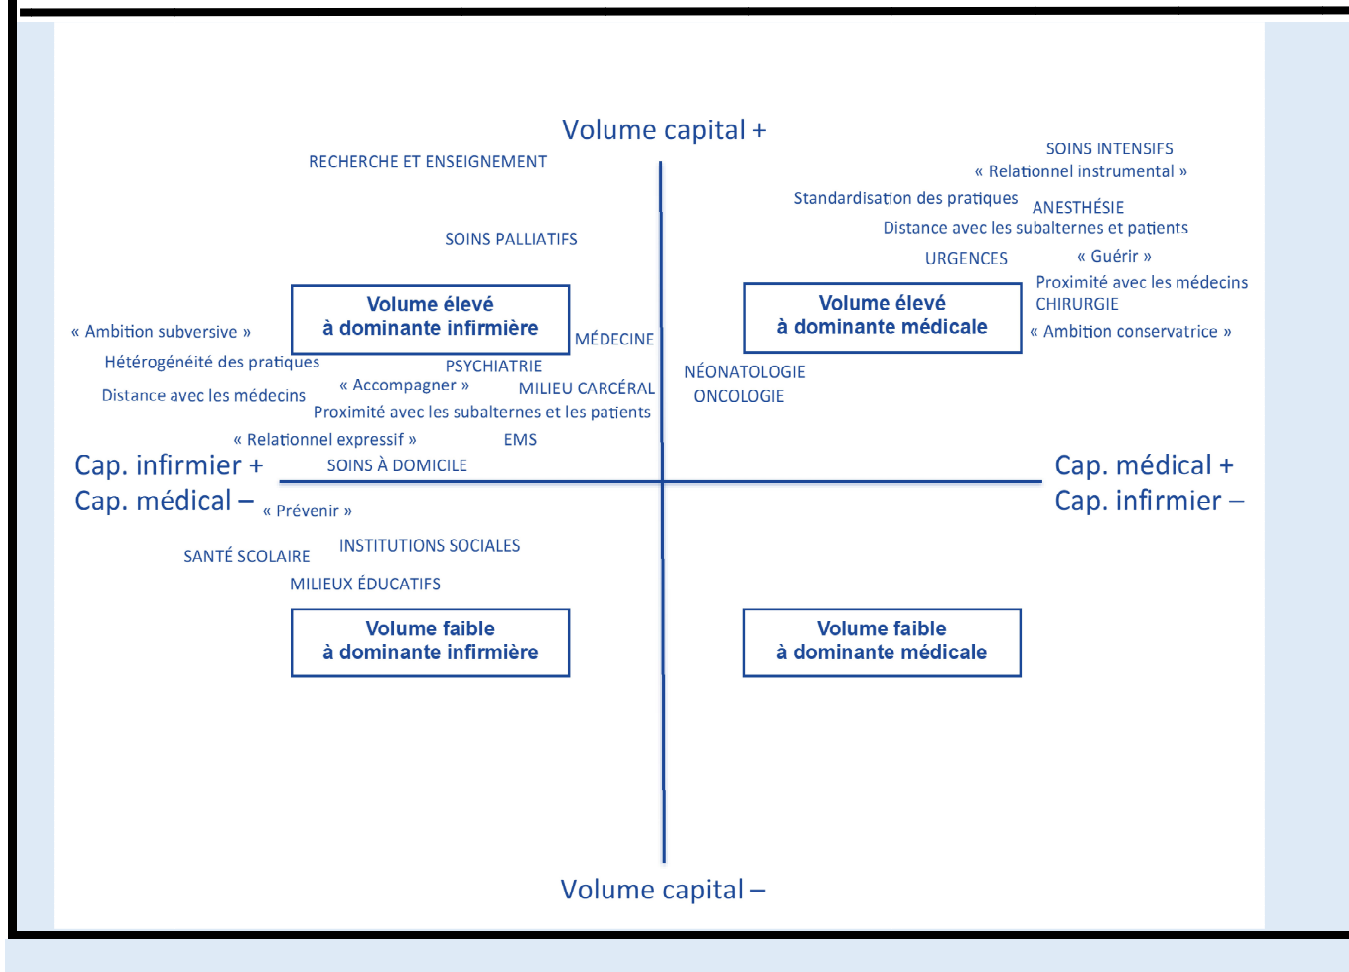 Volume capital +
SOINS INTENSIFS
RECHERCHE ET ENSEIGNEMENT
« Relationnel instrumental »
Standardisation des pratiques
ANESTHÉSIE
Distance avec les subalternes et patients
SOINS PALLIATIFS
URGENCES
« Guérir »
Proximité avec les médecins
Volume élevé
à dominante infirmière
Volume élevé
à dominante médicale
CHIRURGIE
« Ambition subversive »
« Ambition conservatrice »
MÉDECINE
Hétérogénéité des pratiques
PSYCHIATRIE
NÉONATOLOGIE
« Accompagner »
MILIEU CARCÉRAL
Distance avec les médecins
ONCOLOGIE
Proximité avec les subalternes et les patients
« Relationnel expressif »
EMS
Cap. infirmier +
SOINS À DOMICILE
Cap. médical +
Cap. médical –
« Prévenir »
Cap. infirmier –
SANTÉ SCOLAIRE
INSTITUTIONS SOCIALES
MILIEUX ÉDUCATIFS
Volume faible
à dominante infirmière
Volume faible
à dominante médicale
Volume capital –